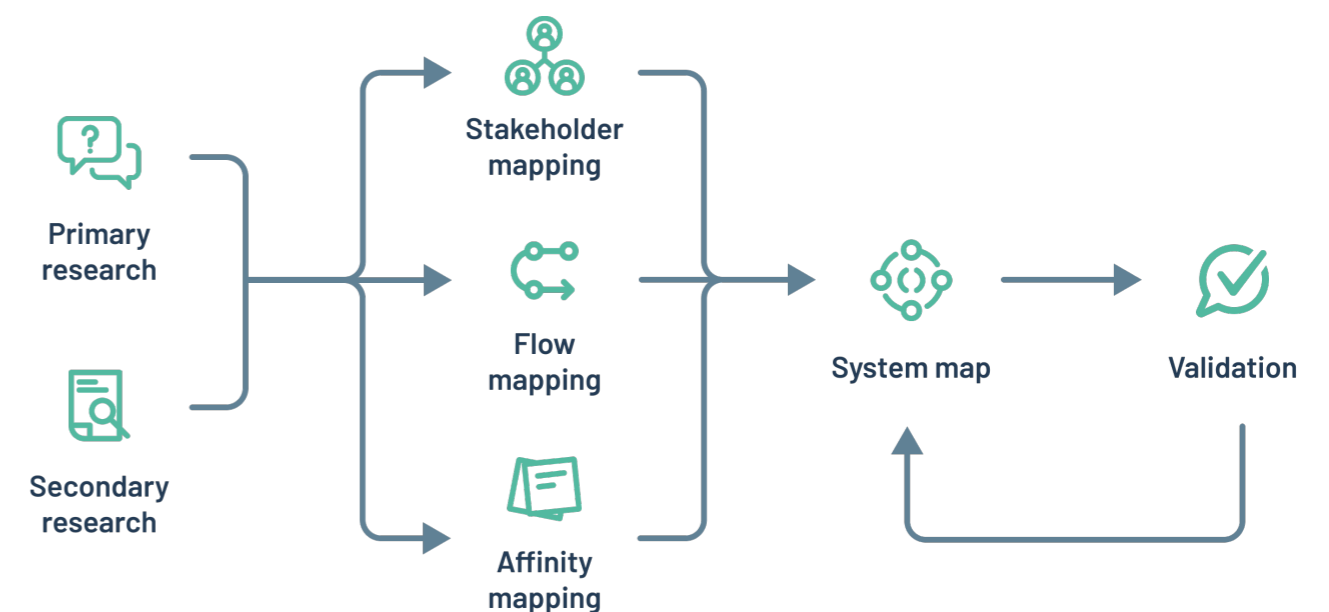 Primary
research
Secondary
research
Stakeholder
mapping
Flow
mapping
Affinity
mapping
System map
Validation